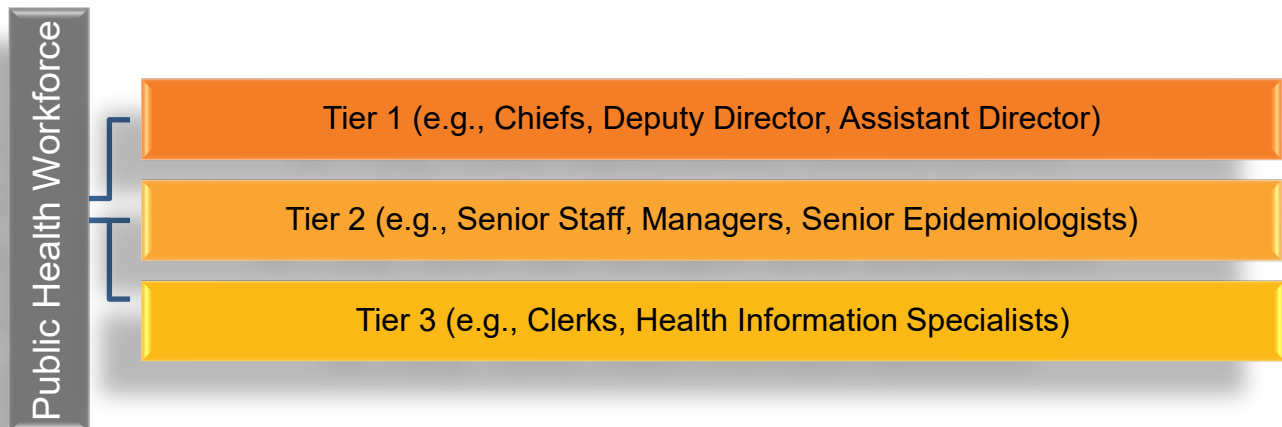 Public Health Workforce
Tier 1 (e.g., Chiefs, Deputy Director, Assistant Director)
Tier 2 (e.g., Senior Staff, Managers, Senior Epidemiologists)
Tier 3 (e.g., Clerks, Health Information Specialists)